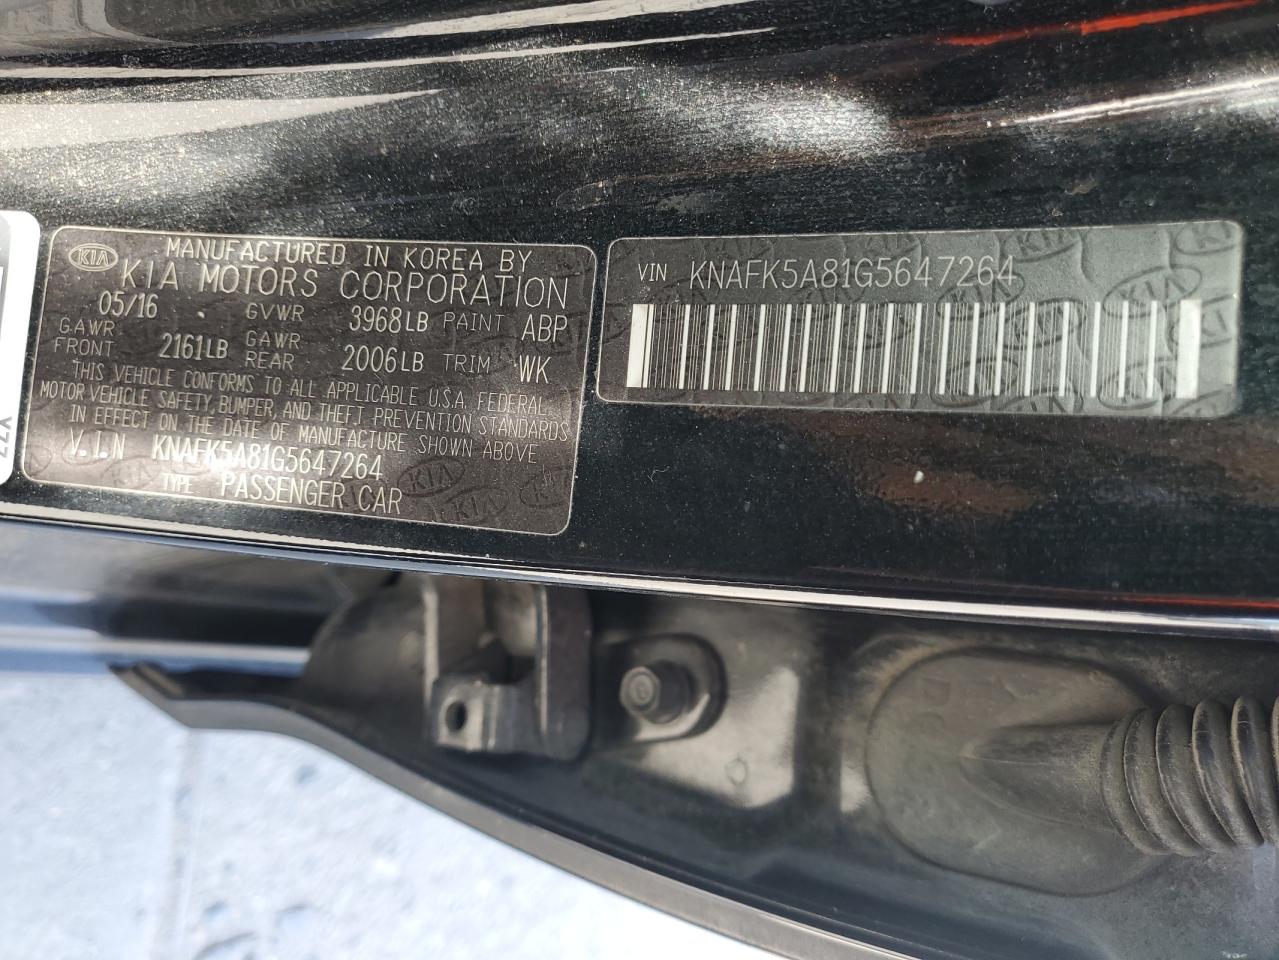 KIA
MANUFACTURED IN KOREA BY
KIA MOTORS CORPORATION
05/16 GVWR 3968LB PAINT ABP
GAWR FRONT 2161LB GAWR REAR 2006LB TRIM WK
THIS VEHICLE CONFORMS TO ALL APPLICABLE U.S.A. FEDERAL
MOTOR VEHICLE SAFETY, BUMPER, AND THEFT PREVENTION STANDARDS
IN EFFECT ON THE DATE OF MANUFACTURE SHOWN ABOVE
V.I.N KNAFK5A81G5647264
TYPE PASSENGER CAR
VIN KNAFK5A81G5647264